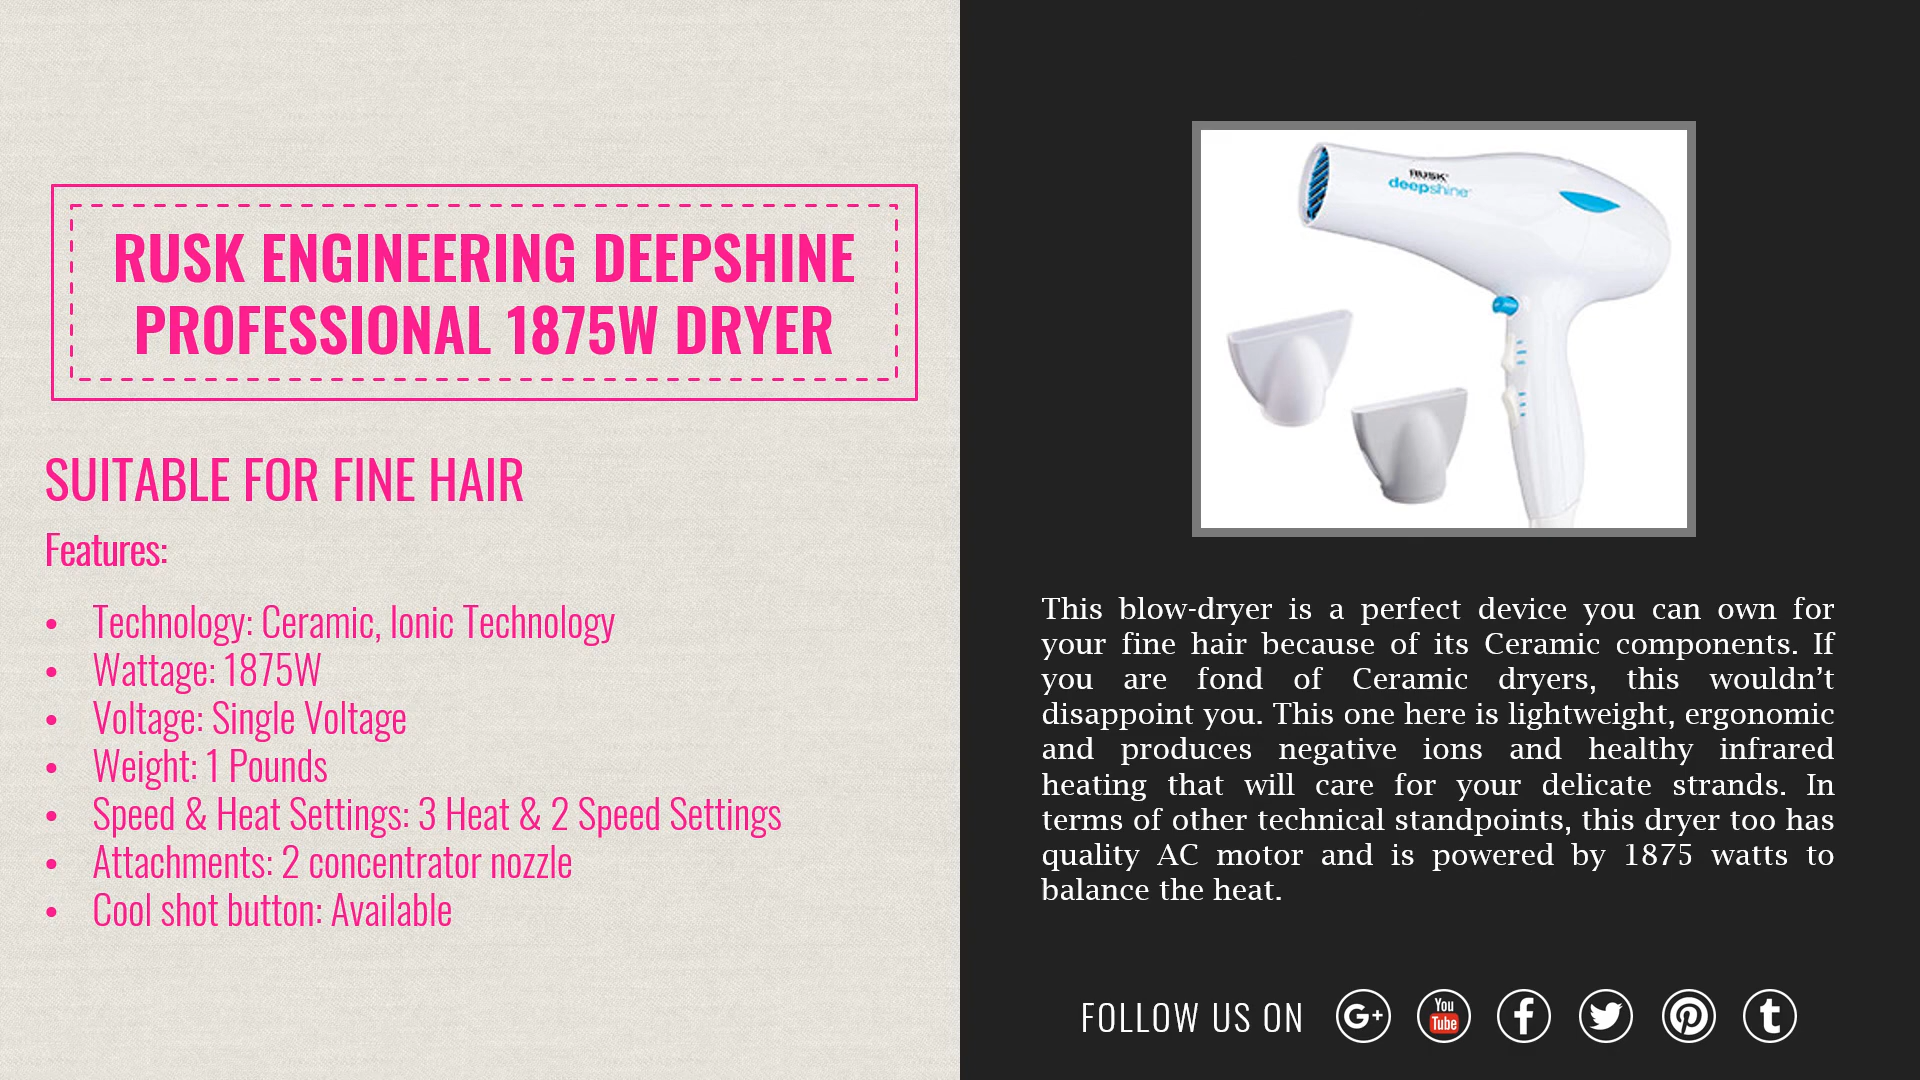 RUSK ENGINEERING DEEPSHINE
PROFESSIONAL 1875W DRYER
SUITABLE FOR FINE HAIR
Features:
• Technology: Ceramic, Ionic Technology
• Wattage: 1875W
• Voltage: Single Voltage
• Weight: 1 Pounds
• Speed & Heat Settings: 3 Heat & 2 Speed Settings
• Attachments: 2 concentrator nozzle
• Cool shot button: Available
RUSK
deepshine
This blow-dryer is a perfect device you can own for
your fine hair because of its Ceramic components. If
you are fond of Ceramic dryers, this wouldn’t
disappoint you. This one here is lightweight, ergonomic
and produces negative ions and healthy infrared
heating that will care for your delicate strands. In
terms of other technical standpoints, this dryer too has
quality AC motor and is powered by 1875 watts to
balance the heat.
FOLLOW US ON G+ You Tube f t